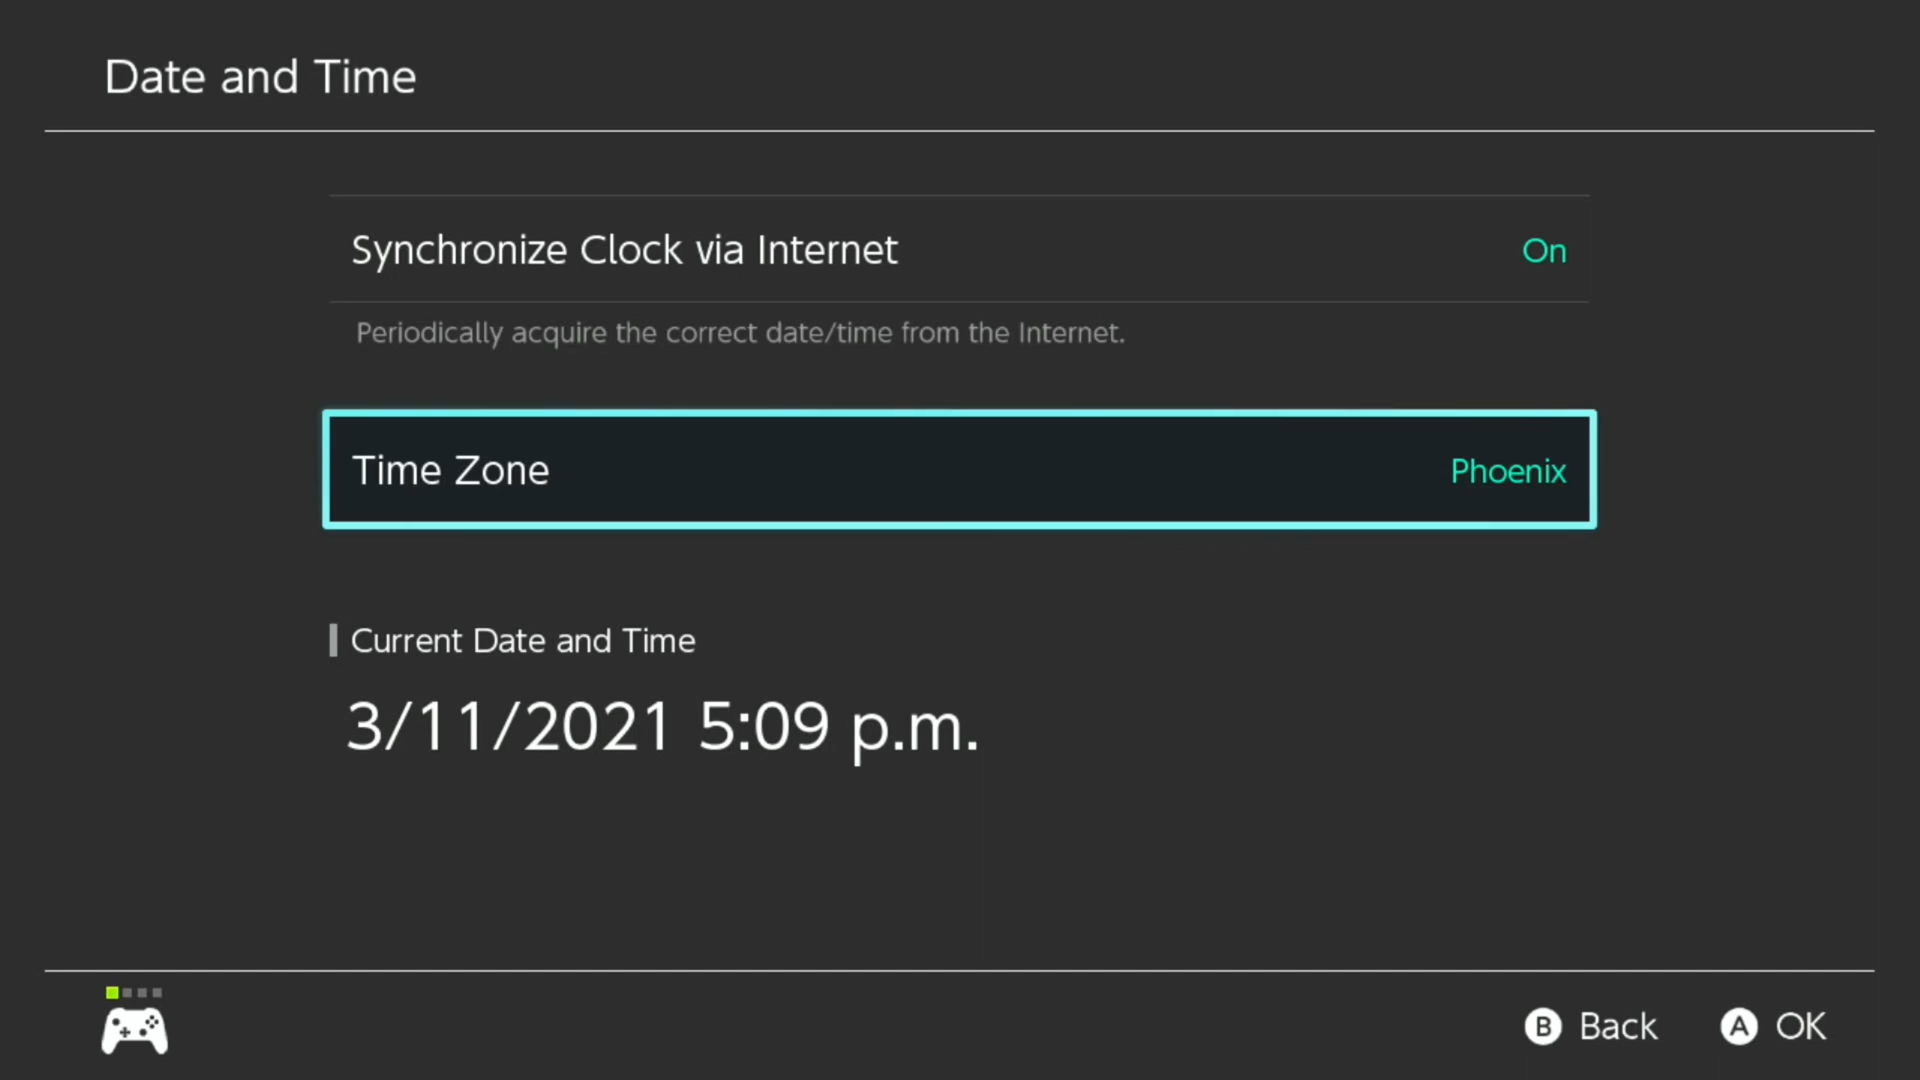 Date and Time
Synchronize Clock via Internet On
Periodically acquire the correct date/time from the Internet.
Time Zone Phoenix
Current Date and Time
3/11/2021 5:09 p.m.
B Back A OK